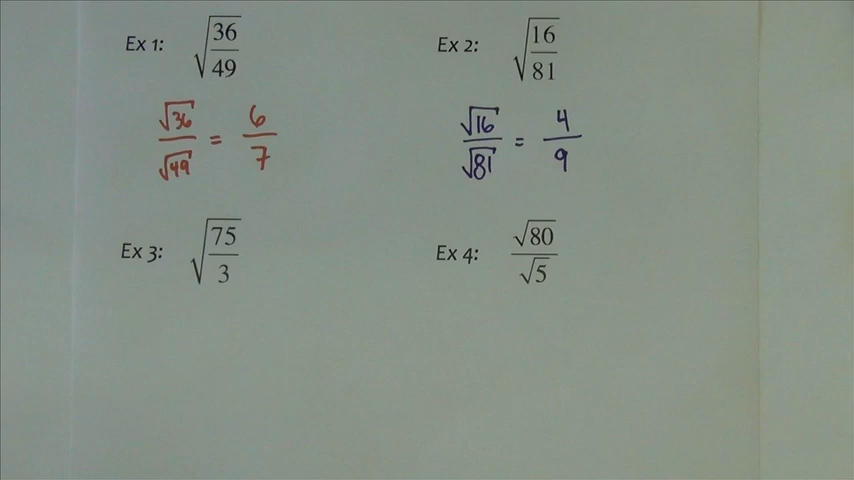 Ex 1: √(36/49)
Ex 2: √(16/81)
√36/√49 = 6/7
√16/√81 = 4/9
Ex 3: √(75/3)
Ex 4: √80/√5